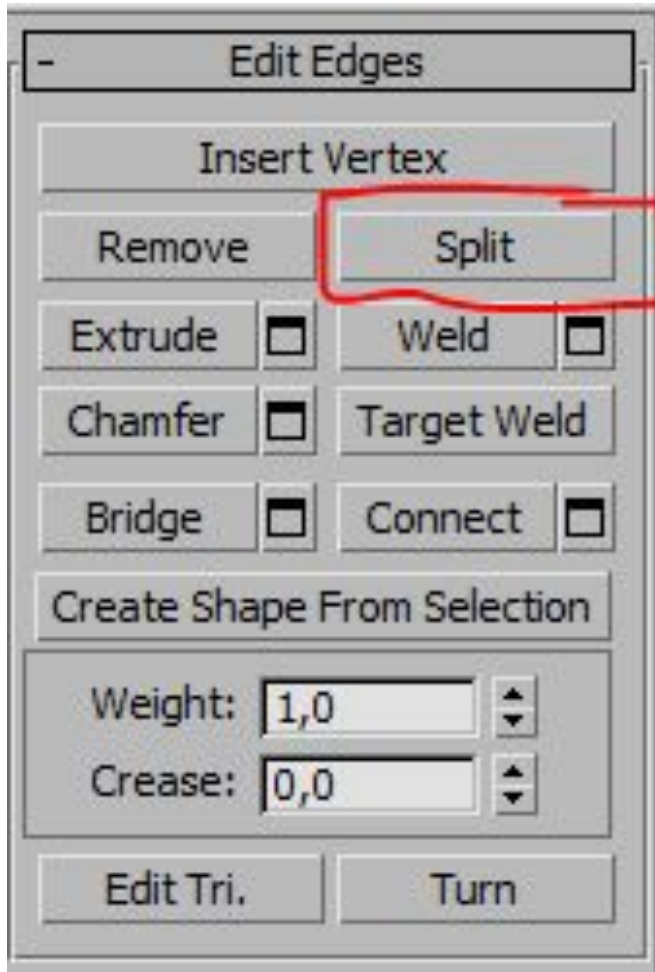 - Edit Edges
Insert Vertex
Remove Split
Extrude Weld
Chamfer Target Weld
Bridge Connect
Create Shape From Selection
Weight: 1,0
Crease: 0,0
Edit Tri. Turn